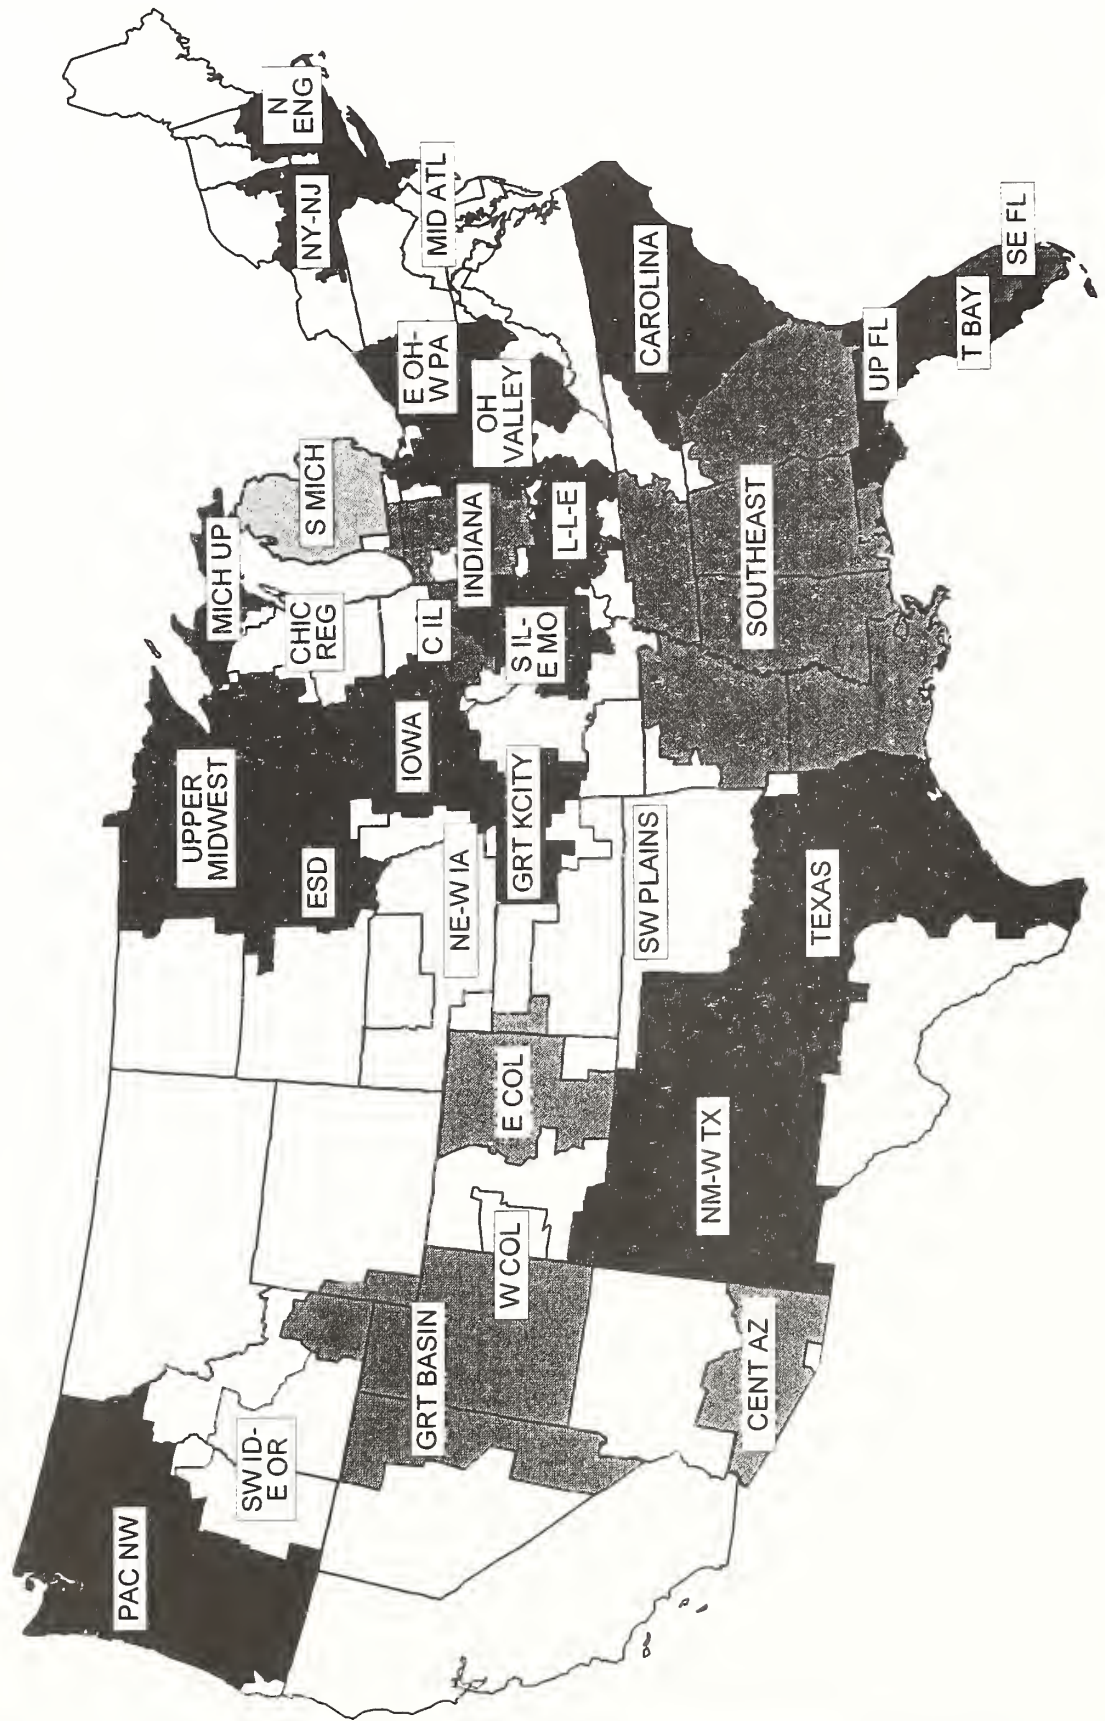 PAC NW
SW ID-
E OR
GRT BASIN
W COL
CENT AZ
E COL
NM-W TX
UPPER
MIDWEST
ESD
NE-W IA
GRT KCITY
SW PLAINS
TEXAS
IOWA
MICH UP
CHIC
REG
C IL
S IL-
E MO
S MICH
INDIANA
L-L-E
SOUTHEAST
E OH-
W PA
OH
VALLEY
N
ENG
NY-NJ
MID ATL
CAROLINA
UP FL
T BAY
SE FL